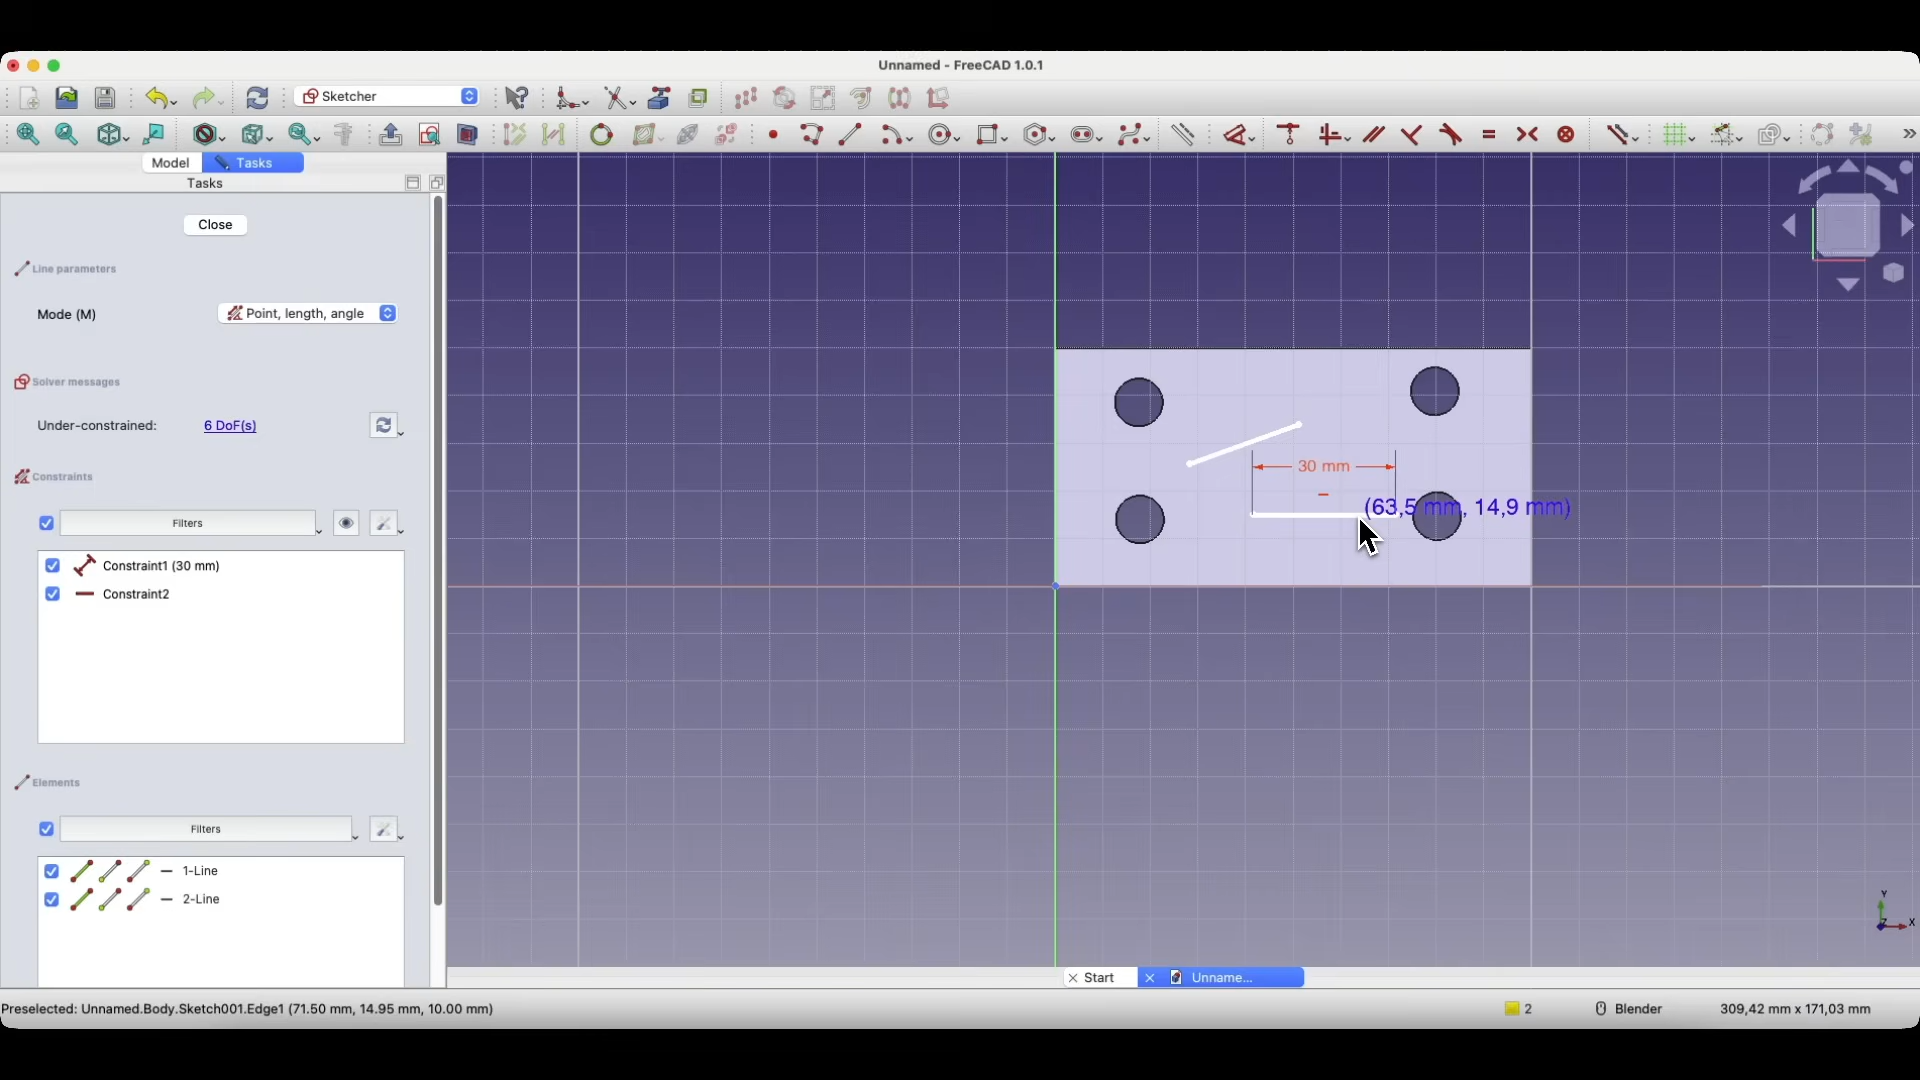 Unnamed - FreeCAD 1.0.1
Sketcher
Model
Tasks
Tasks
Close
Line parameters
Mode (M)
Point, length, angle
Solver messages
Under-constrained:
6 DoF(s)
Constraints
Filters
Constraint1 (30 mm)
Constraint2
Elements
Filters
1-Line
2-Line
30 mm
(63,5 mm, 14,9 mm)
Y
Z
X
Start
Unname...
Preselected: Unnamed.Body.Sketch001.Edge1 (71.50 mm, 14.95 mm, 10.00 mm)
2
Blender
309,42 mm x 171,03 mm